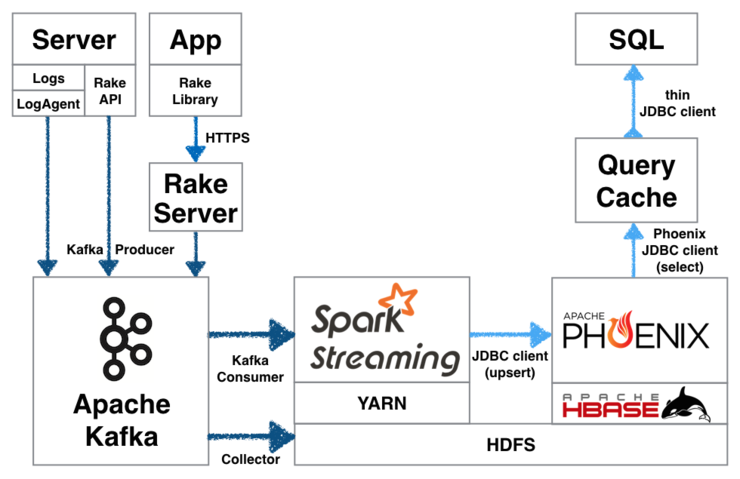 Server
Logs
LogAgent
Rake
API
App
Rake
Library
HTTPS
Rake
Server
Kafka Producer
Apache
Kafka
Kafka
Consumer
Collector
Spark
Streaming
YARN
HDFS
JDBC client
(upsert)
SQL
thin
JDBC client
Query
Cache
Phoenix
JDBC client
(select)
APACHE
PHOENIX
APACHE
HBASE